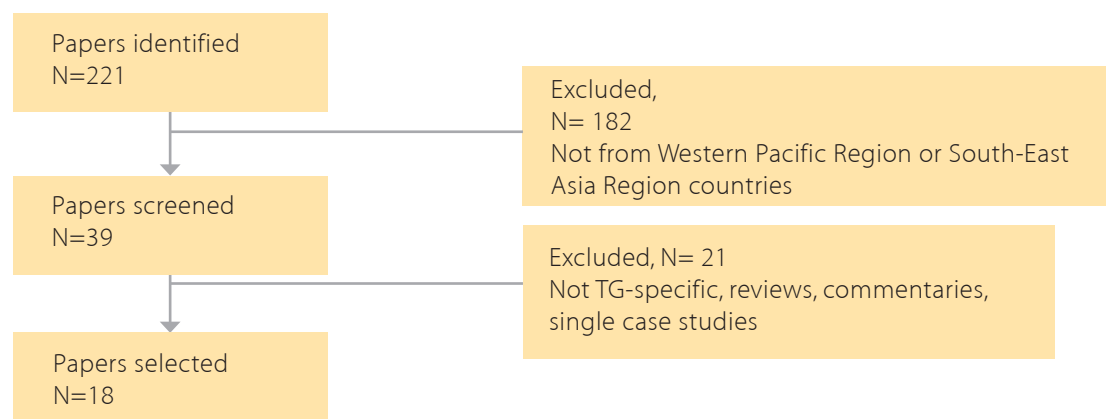 Papers identified
N=221
Excluded,
N= 182
Not from Western Pacific Region or South-East
Asia Region countries
Papers screened
N=39
Excluded, N= 21
Not TG-specific, reviews, commentaries,
single case studies
Papers selected
N=18